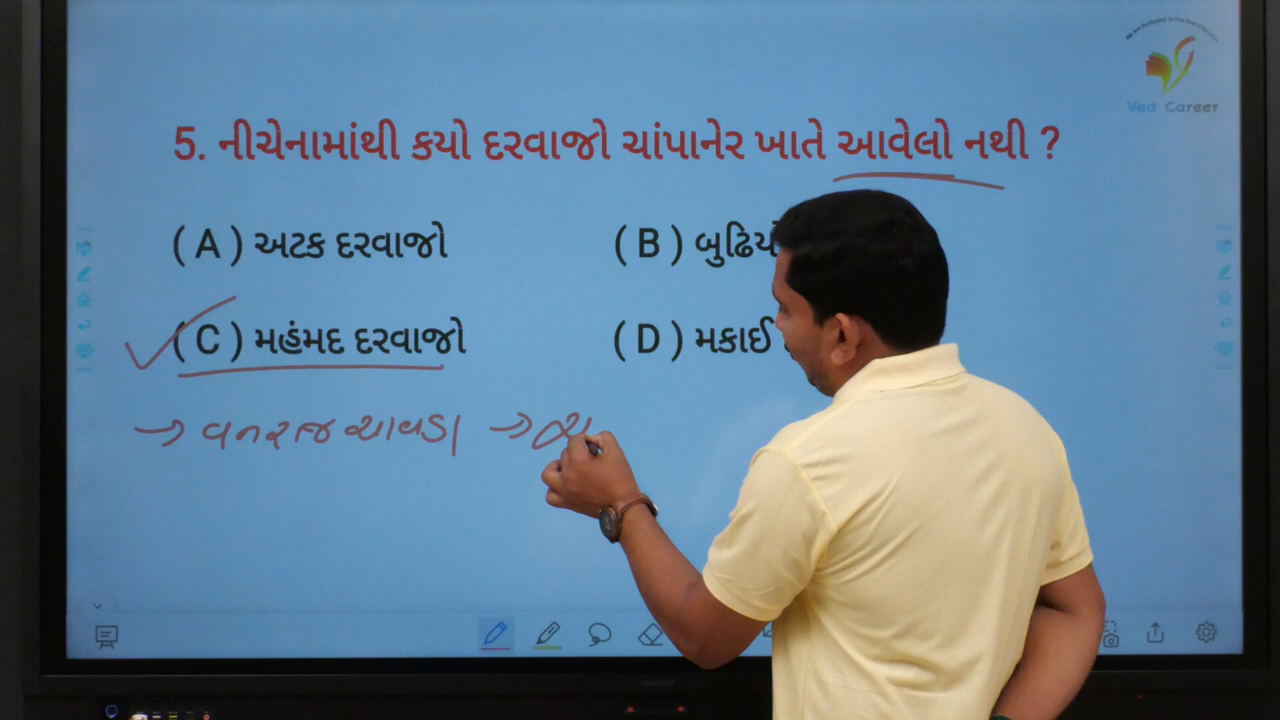 Ved Career
5. નીચેનામાંથી કયો દરવાજો ચાંપાનેર ખાતે આવેલો નથી ?
( A ) અટક દરવાજો
( B )
( C ) મહંમદ દરવાજો
( D ) મકાઈ
→ વનરાજ ચાવડા →